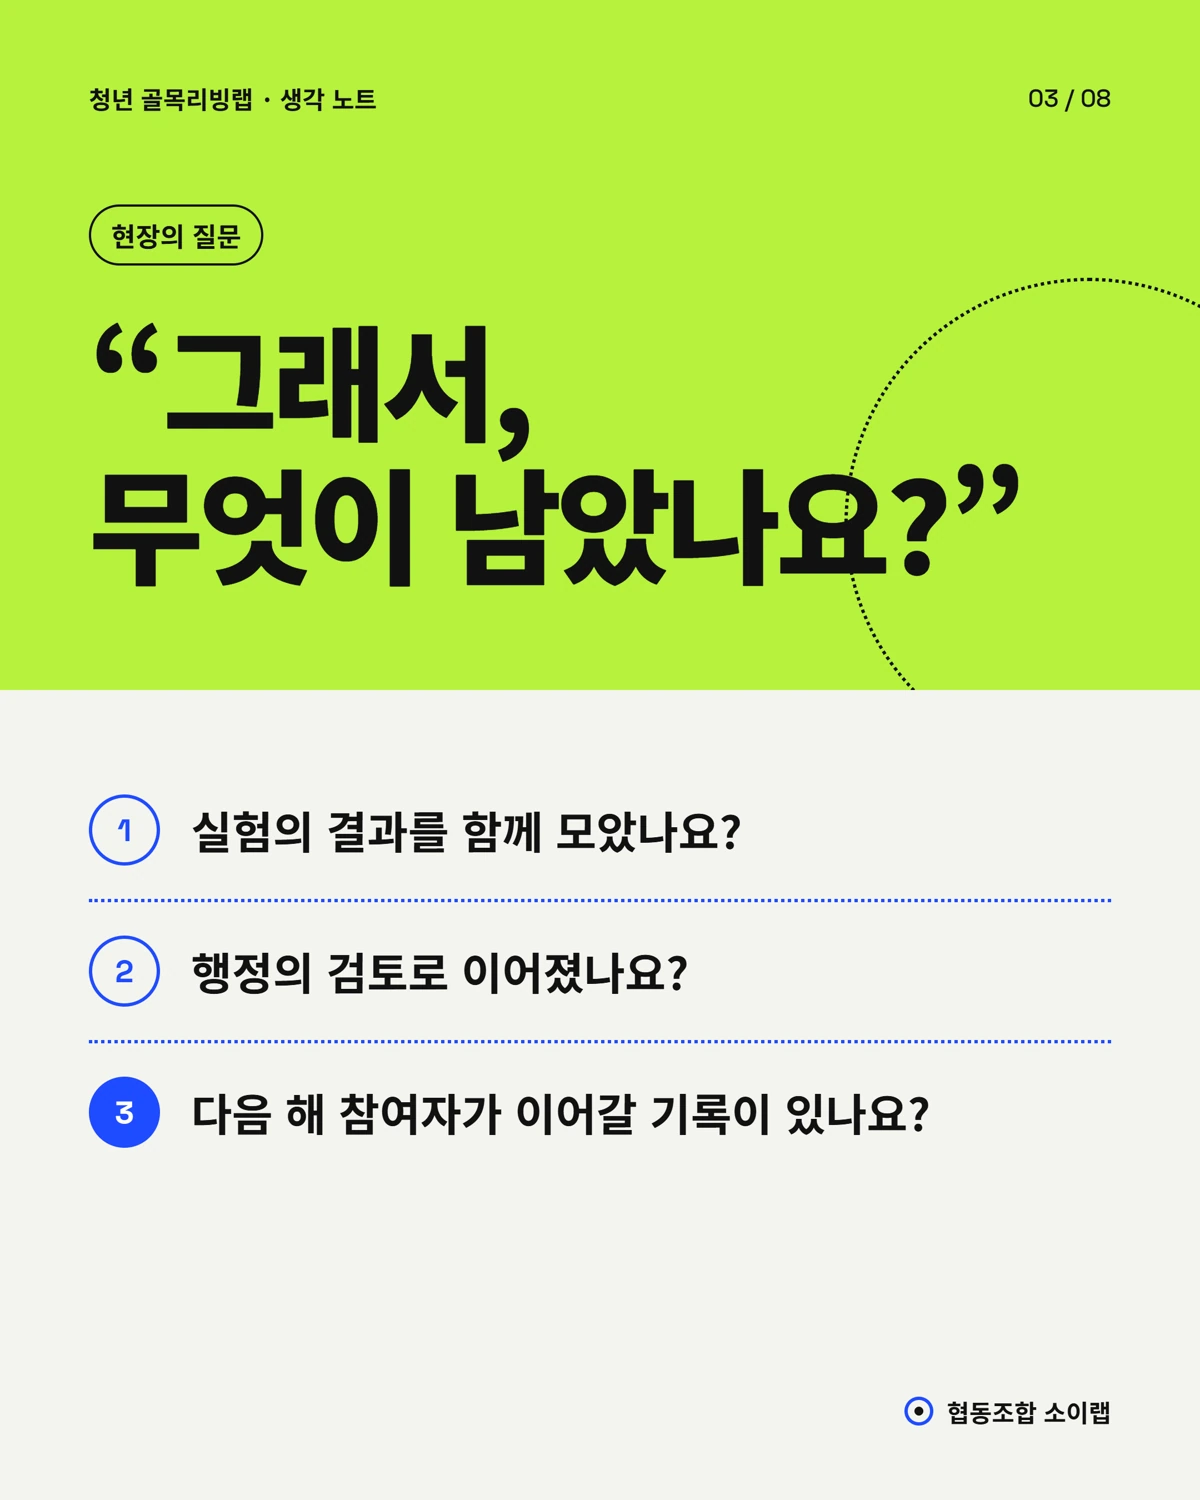 청년 골목리빙랩 · 생각 노트
03 / 08
현장의 질문
“그래서,
무엇이 남았나요?”
1 실험의 결과를 함께 모았나요?
2 행정의 검토로 이어졌나요?
3 다음 해 참여자가 이어갈 기록이 있나요?
협동조합 소이랩